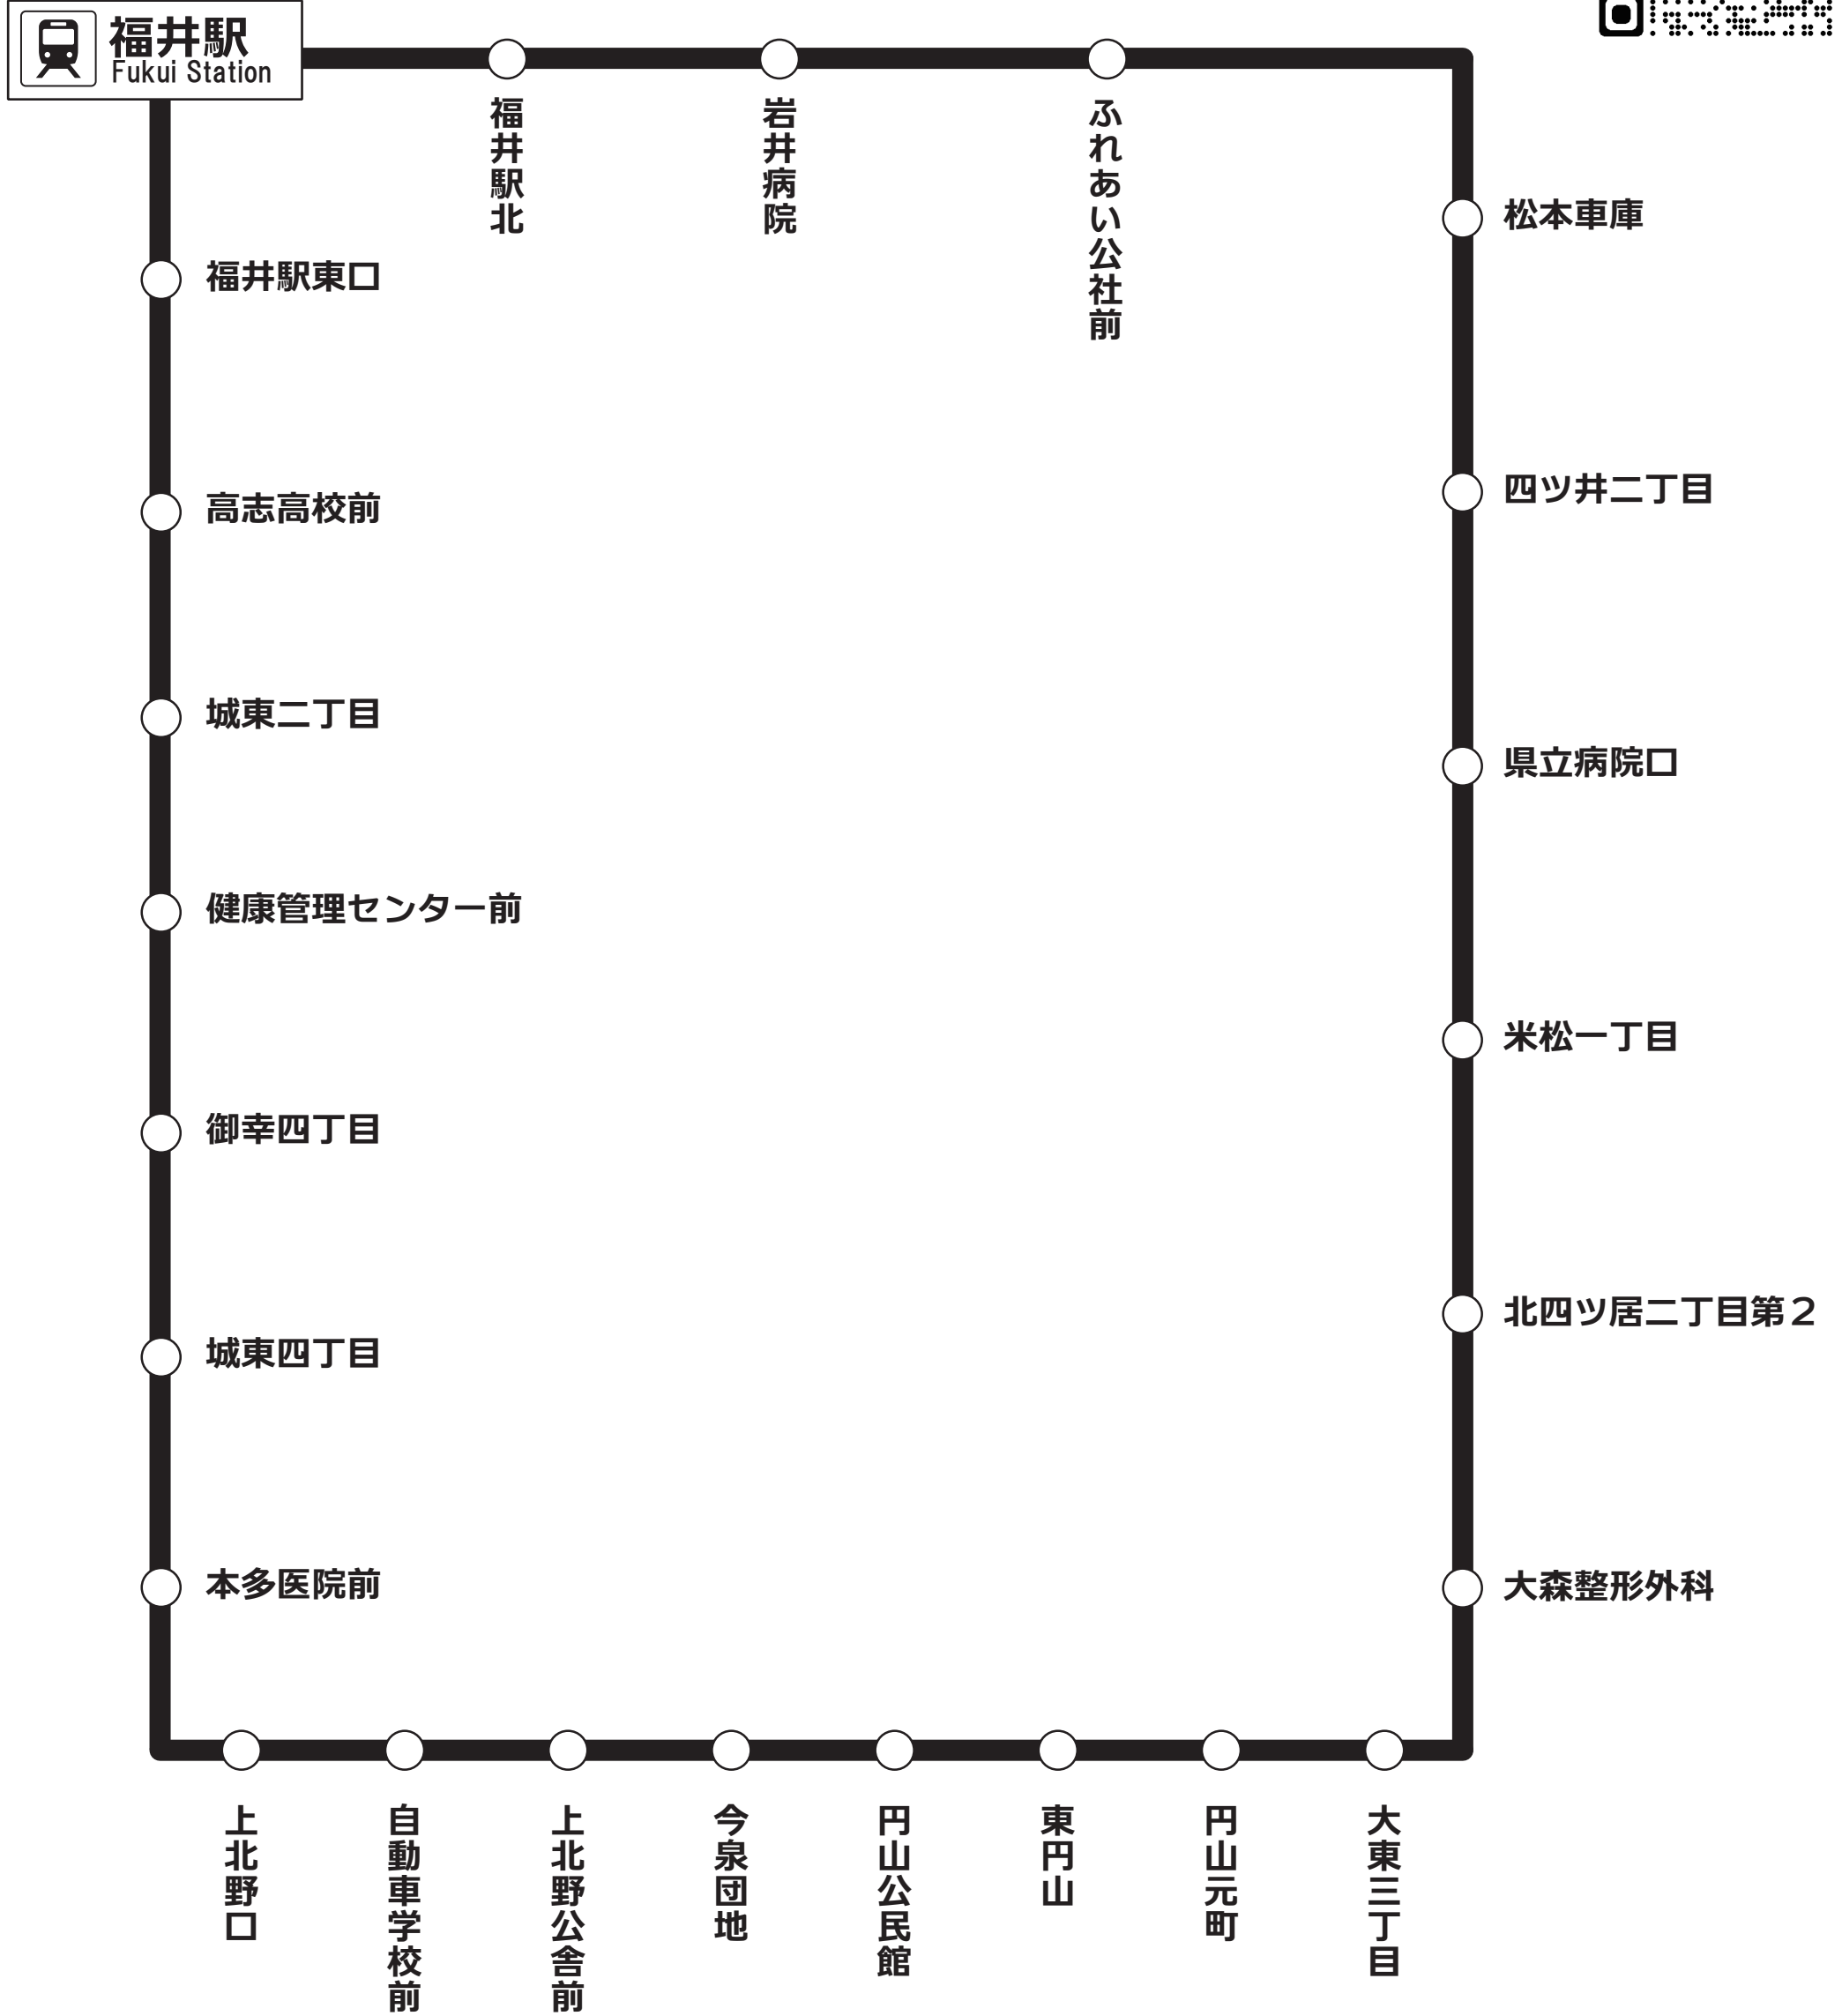 福井駅
Fukui Station
福井駅北
岩井病院
ふれあい公社前
松本車庫
四ツ井二丁目
県立病院口
米松一丁目
北四ツ居二丁目第２
大森整形外科
福井駅東口
高志高校前
城東二丁目
健康管理センター前
御幸四丁目
城東四丁目
本多医院前
上北野口
自動車学校前
上北野公舎前
今泉団地
円山公民館
東円山
円山元町
大東三丁目